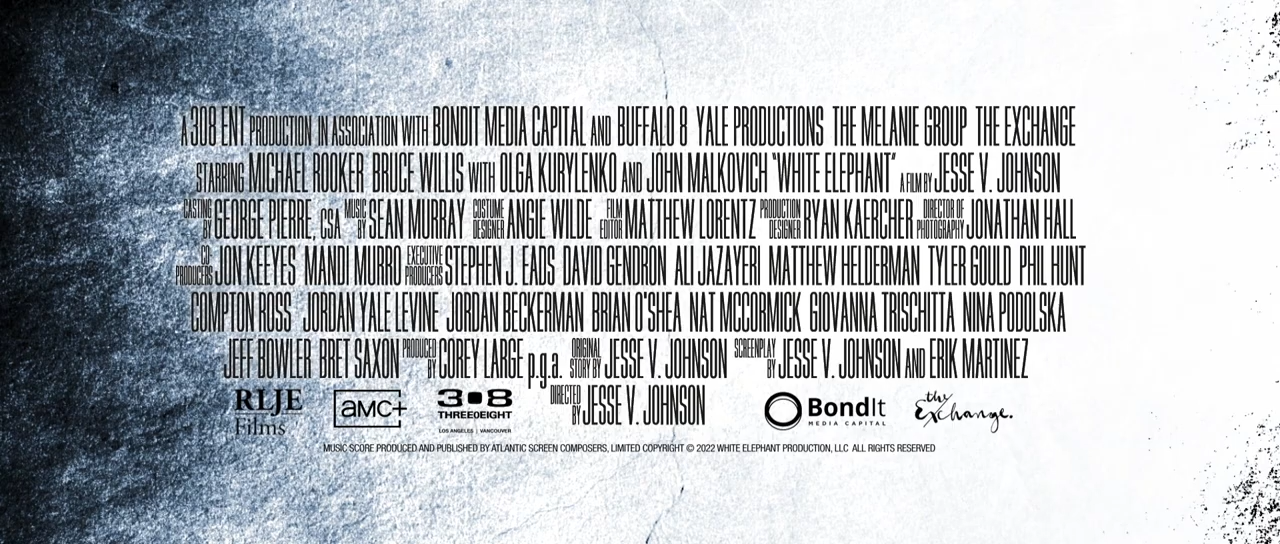 A 308 ENT PRODUCTION IN ASSOCIATION WITH BONDIT MEDIA CAPITAL AND BUFFALO 8 YALE PRODUCTIONS THE MELANIE GROUP THE EXCHANGE
STARRING MICHAEL ROOKER BRUCE WILLIS WITH OLGA KURYLENKO AND JOHN MALKOVICH "WHITE ELEPHANT" A FILM BY JESSE V. JOHNSON
CASTING BY GEORGE PIERRE, CSA MUSIC BY SEAN MURRAY COSTUME DESIGNER ANGIE WILDE FILM EDITOR MATTHEW LORENTZ PRODUCTION DESIGNER RYAN KAERCHER DIRECTOR OF PHOTOGRAPHY JONATHAN HALL
CO-PRODUCERS JON KEEYES MANDI MURRO EXECUTIVE PRODUCERS STEPHEN J. EADS DAVID GENDRON ALI JAZAYERI MATTHEW HELDERMAN TYLER GOULD PHIL HUNT
COMPTON ROSS JORDAN YALE LEVINE JORDAN BECKERMAN BRIAN O'SHEA NAT MCCORMICK GIOVANNA TRISCHITTA NINA PODOLSKA
JEFF BOWLER BRET SAXON PRODUCED BY COREY LARGE p.g.a. ORIGINAL STORY BY JESSE V. JOHNSON SCREENPLAY BY JESSE V. JOHNSON AND ERIK MARTINEZ
RLJE Films amc+ 308 THREEOEIGHT LOS ANGELES | VANCOUVER DIRECTED BY JESSE V. JOHNSON BondIt MEDIA CAPITAL the Exchange.
MUSIC SCORE PRODUCED AND PUBLISHED BY ATLANTIC SCREEN COMPOSERS, LIMITED COPYRIGHT © 2022 WHITE ELEPHANT PRODUCTION, LLC ALL RIGHTS RESERVED